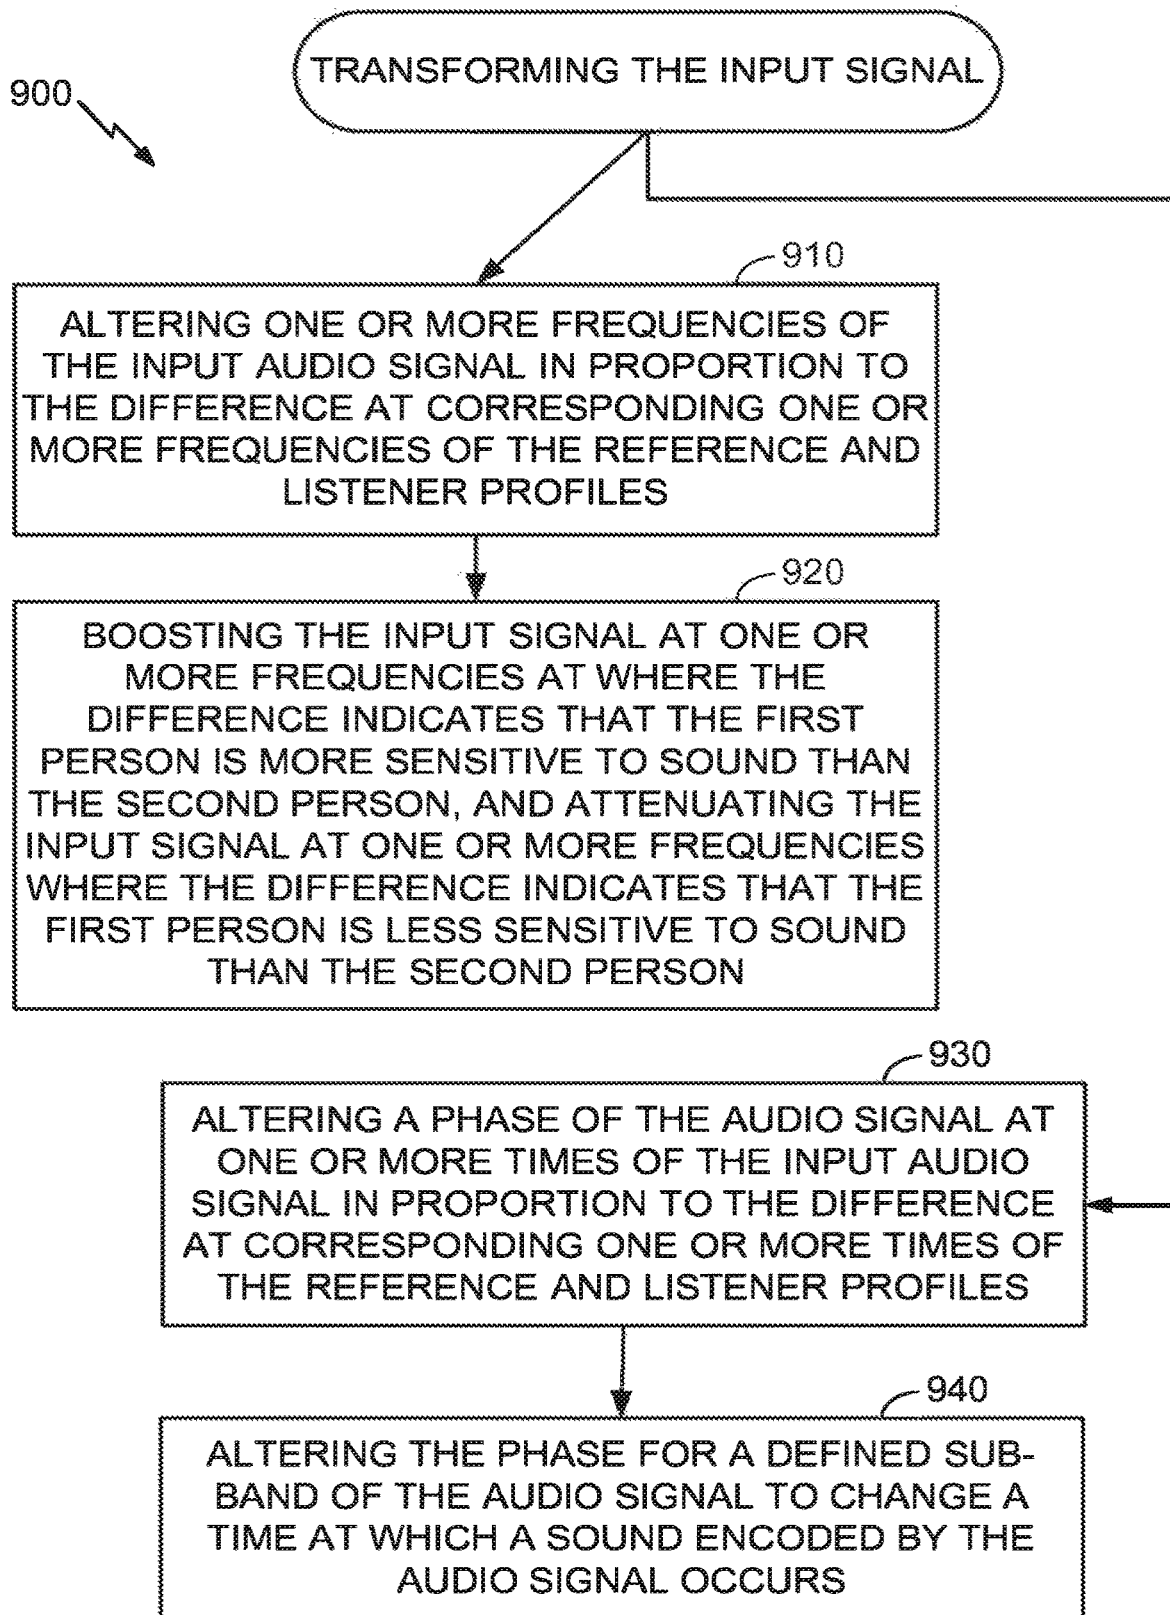 TRANSFORMING THE INPUT SIGNAL
900
910
ALTERING ONE OR MORE FREQUENCIES OF
THE INPUT AUDIO SIGNAL IN PROPORTION TO
THE DIFFERENCE AT CORRESPONDING ONE OR
MORE FREQUENCIES OF THE REFERENCE AND
LISTENER PROFILES
920
BOOSTING THE INPUT SIGNAL AT ONE OR
MORE FREQUENCIES AT WHERE THE
DIFFERENCE INDICATES THAT THE FIRST
PERSON IS MORE SENSITIVE TO SOUND THAN
THE SECOND PERSON, AND ATTENUATING THE
INPUT SIGNAL AT ONE OR MORE FREQUENCIES
WHERE THE DIFFERENCE INDICATES THAT THE
FIRST PERSON IS LESS SENSITIVE TO SOUND
THAN THE SECOND PERSON
930
ALTERING A PHASE OF THE AUDIO SIGNAL AT
ONE OR MORE TIMES OF THE INPUT AUDIO
SIGNAL IN PROPORTION TO THE DIFFERENCE
AT CORRESPONDING ONE OR MORE TIMES OF
THE REFERENCE AND LISTENER PROFILES
940
ALTERING THE PHASE FOR A DEFINED SUB-
BAND OF THE AUDIO SIGNAL TO CHANGE A
TIME AT WHICH A SOUND ENCODED BY THE
AUDIO SIGNAL OCCURS